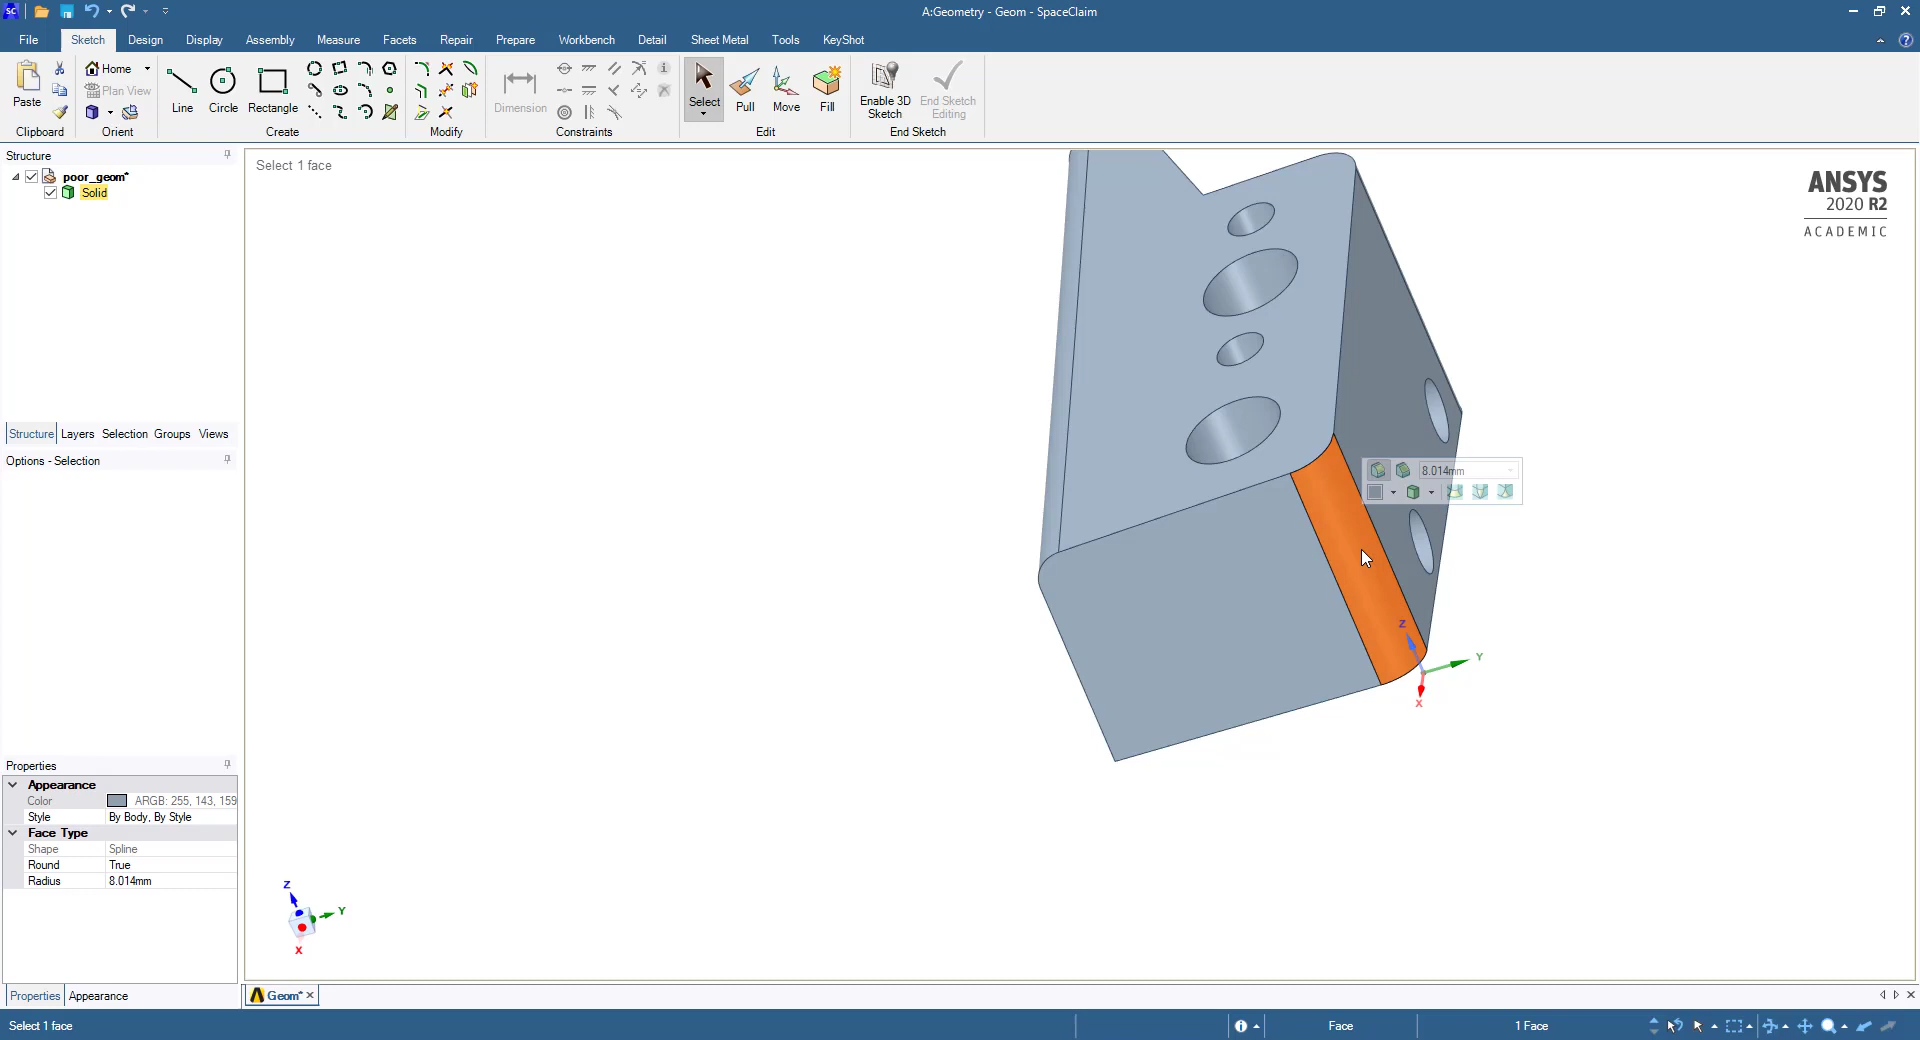 A:Geometry - Geom - SpaceClaim
File Sketch Design Display Assembly Measure Facets Repair Prepare Workbench Detail Sheet Metal Tools KeyShot
Paste
Home
Plan View
Line Circle Rectangle
Dimension
Select Pull Move Fill
Enable 3D Sketch
End Sketch Editing
Clipboard Orient Create Modify Constraints Edit End Sketch
Structure
poor_geom*
Solid
Structure Layers Selection Groups Views
Options - Selection
Properties
Appearance
Color ARGB: 255, 143, 159
Style By Body, By Style
Face Type
Shape Spline
Round True
Radius 8.014mm
Properties Appearance
Select 1 face
ANSYS
2020 R2
ACADEMIC
8.014mm
Z
Y
X
Z
Y
X
Geom*
Select 1 face
Face
1 Face